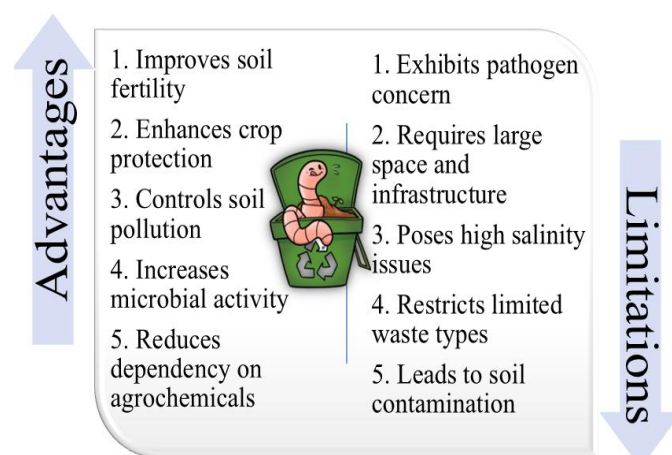 Advantages
1. Improves soil
fertility
2. Enhances crop
protection
3. Controls soil
pollution
4. Increases
microbial activity
5. Reduces
dependency on
agrochemicals
1. Exhibits pathogen
concern
2. Requires large
space and
infrastructure
3. Poses high salinity
issues
4. Restricts limited
waste types
5. Leads to soil
contamination
Limitations